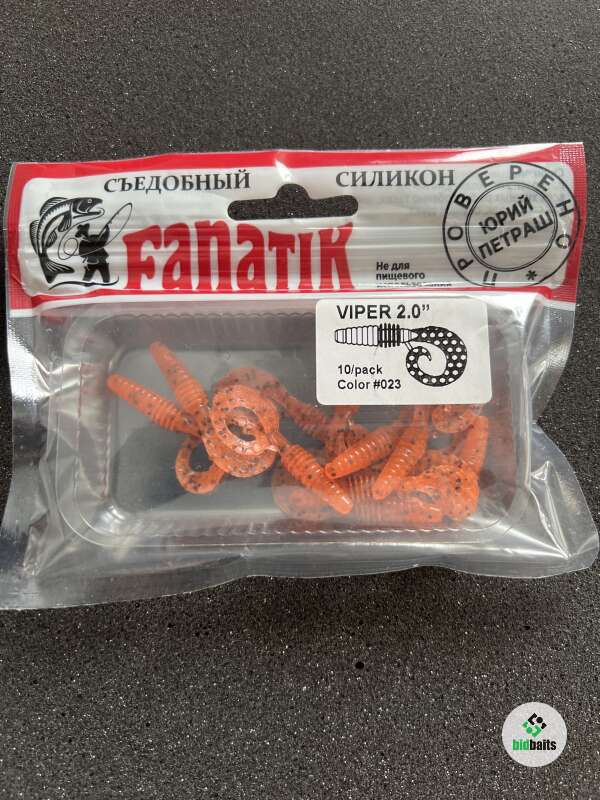 СЪЕДОБНЫЙ СИЛИКОН
FanatiK
Не для
пищевого
ПРОВЕРЕНО *
ЮРИЙ
ПЕТРАШ
VIPER 2.0”
10/pack
Color #023
bidbaits